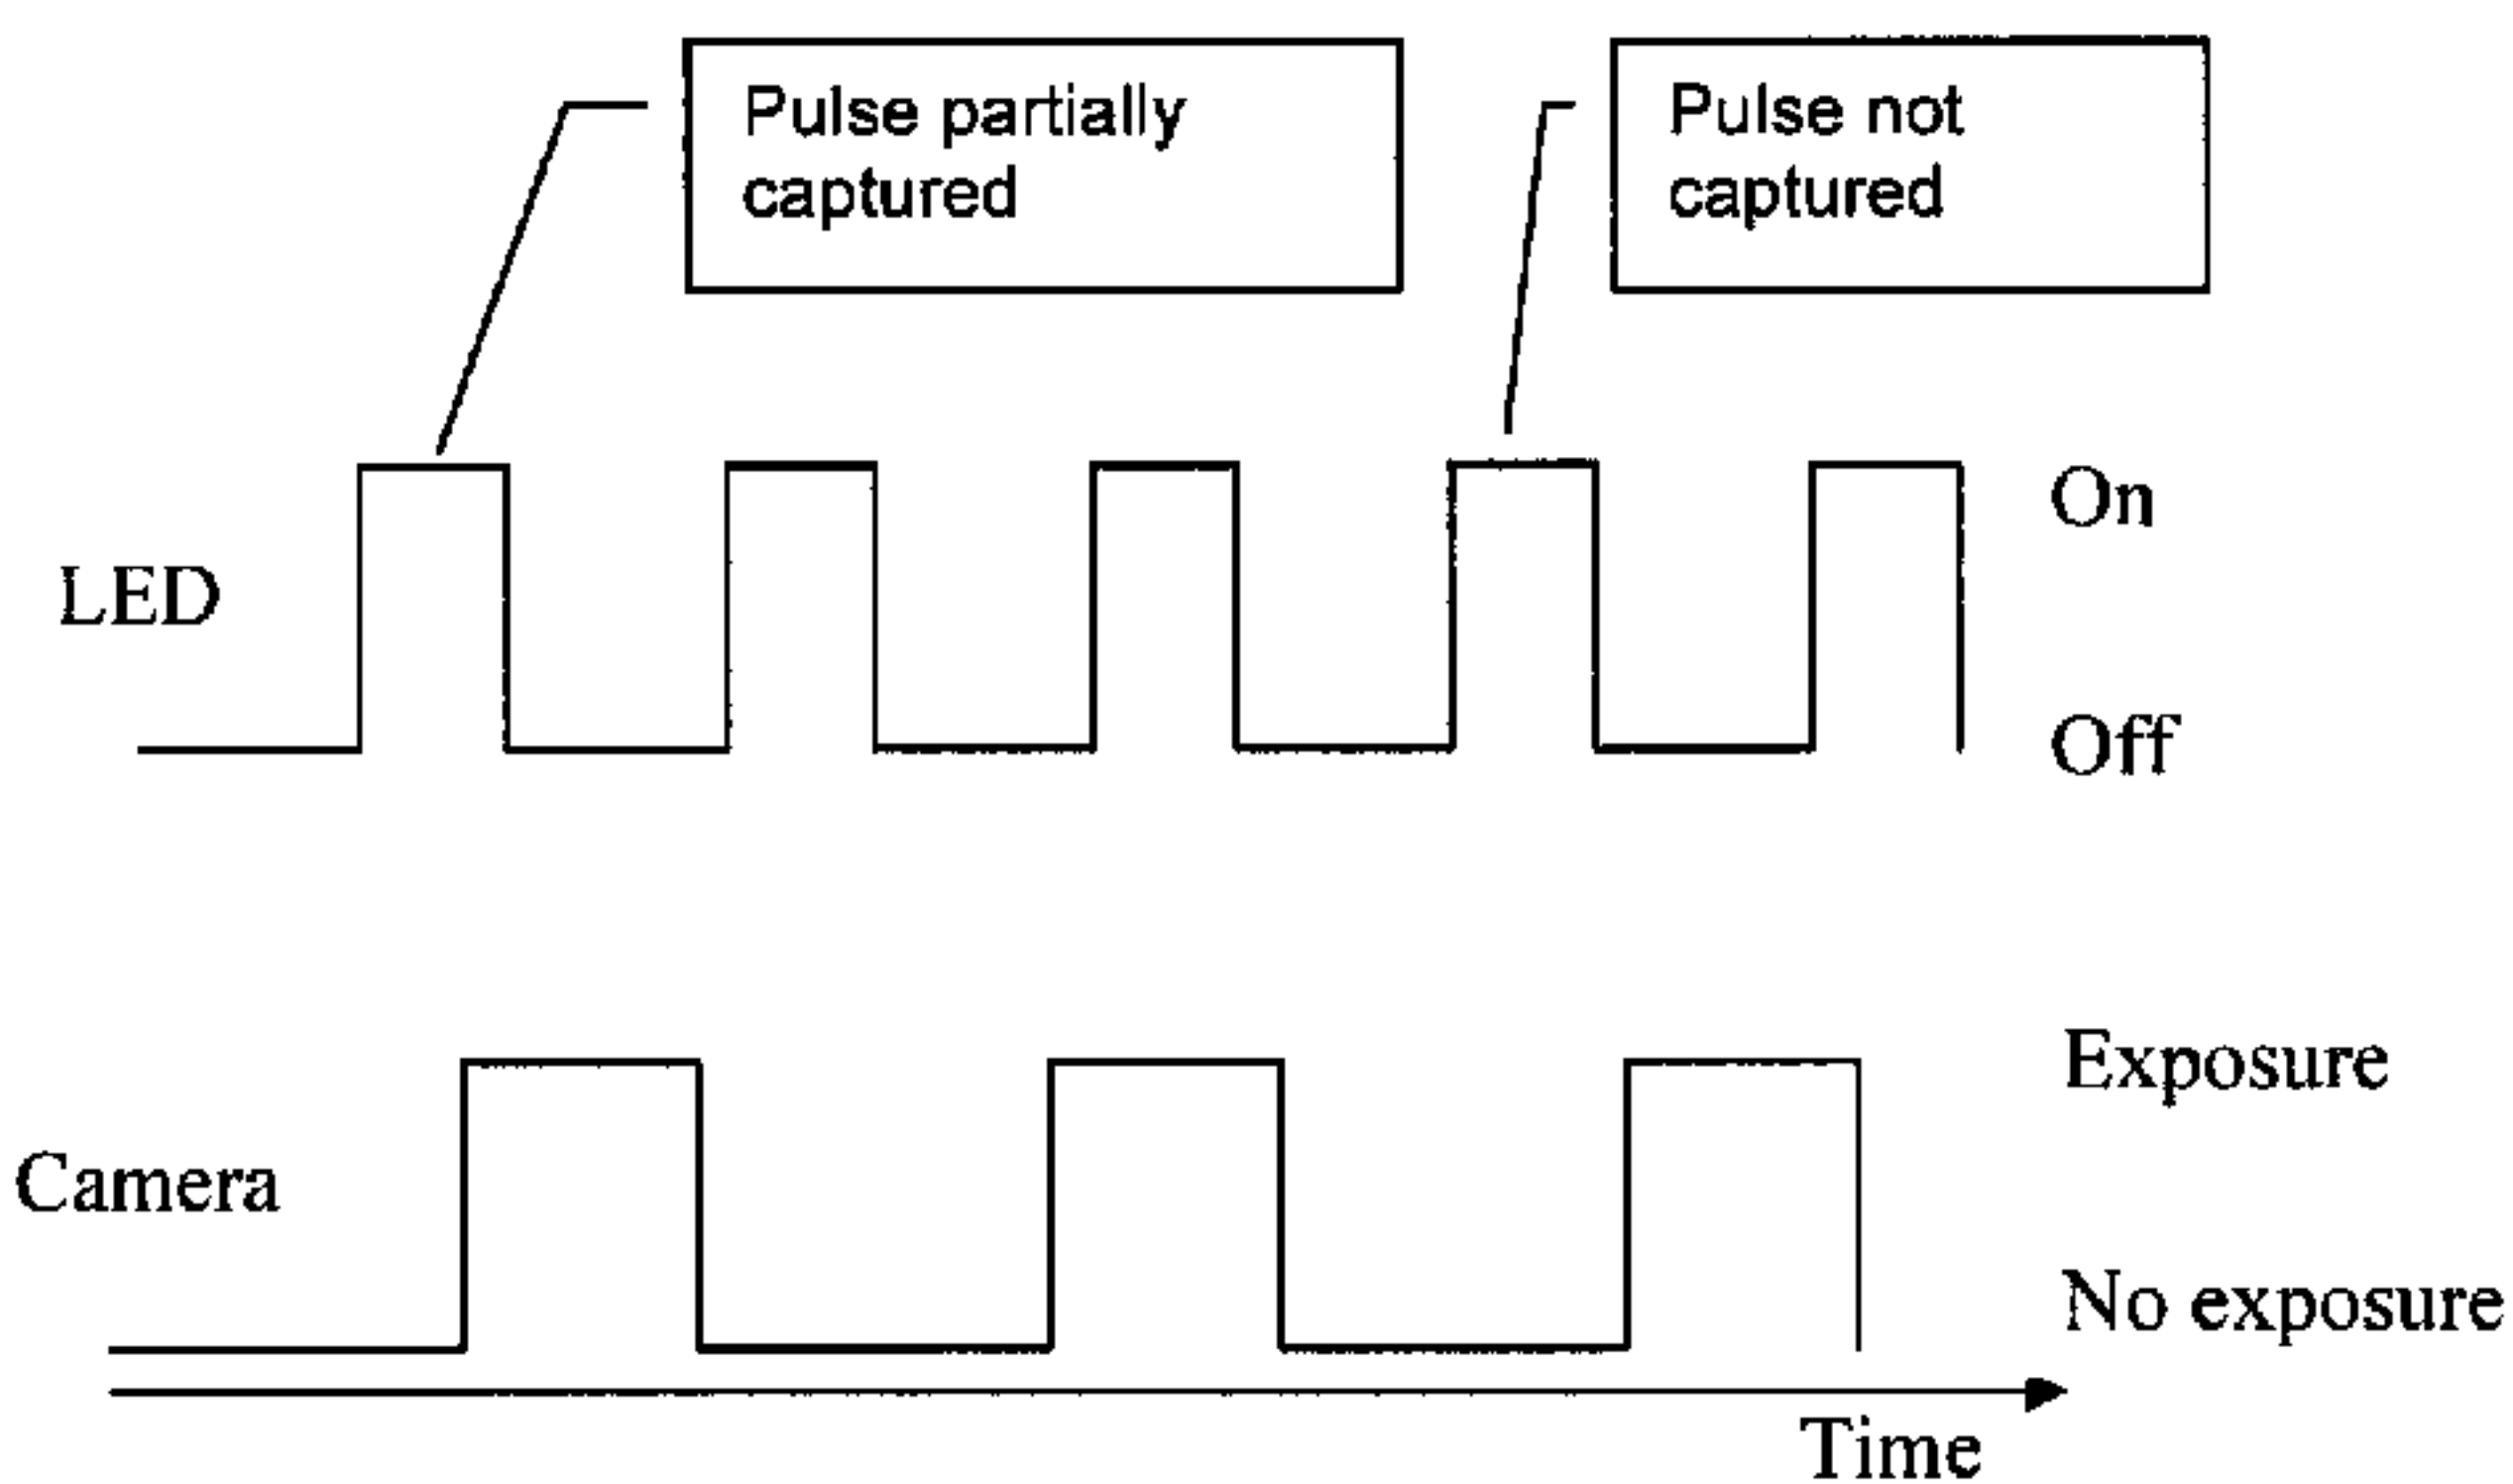 Pulse partially
captured
Pulse not
captured
On
LED
Off
Exposure
Camera
No exposure
Time